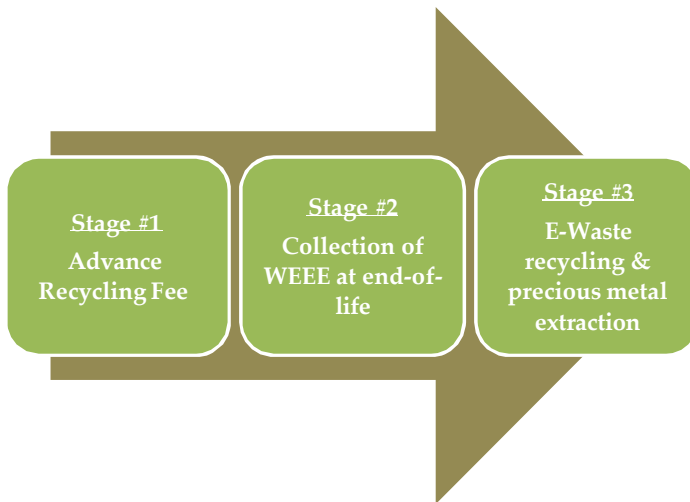 Stage #1
Advance
Recycling Fee
Stage #2
Collection of
WEEE at end-of-
life
Stage #3
E-Waste
recycling &
precious metal
extraction